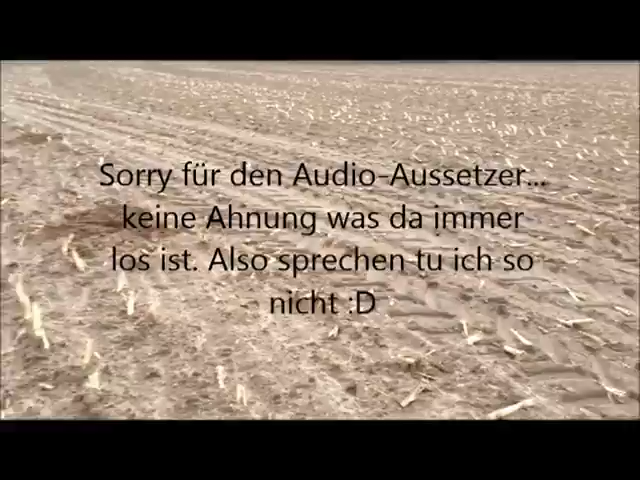 Sorry für den Audio-Aussetzer...
keine Ahnung was da immer
los ist. Also sprechen tu ich so
nicht :D